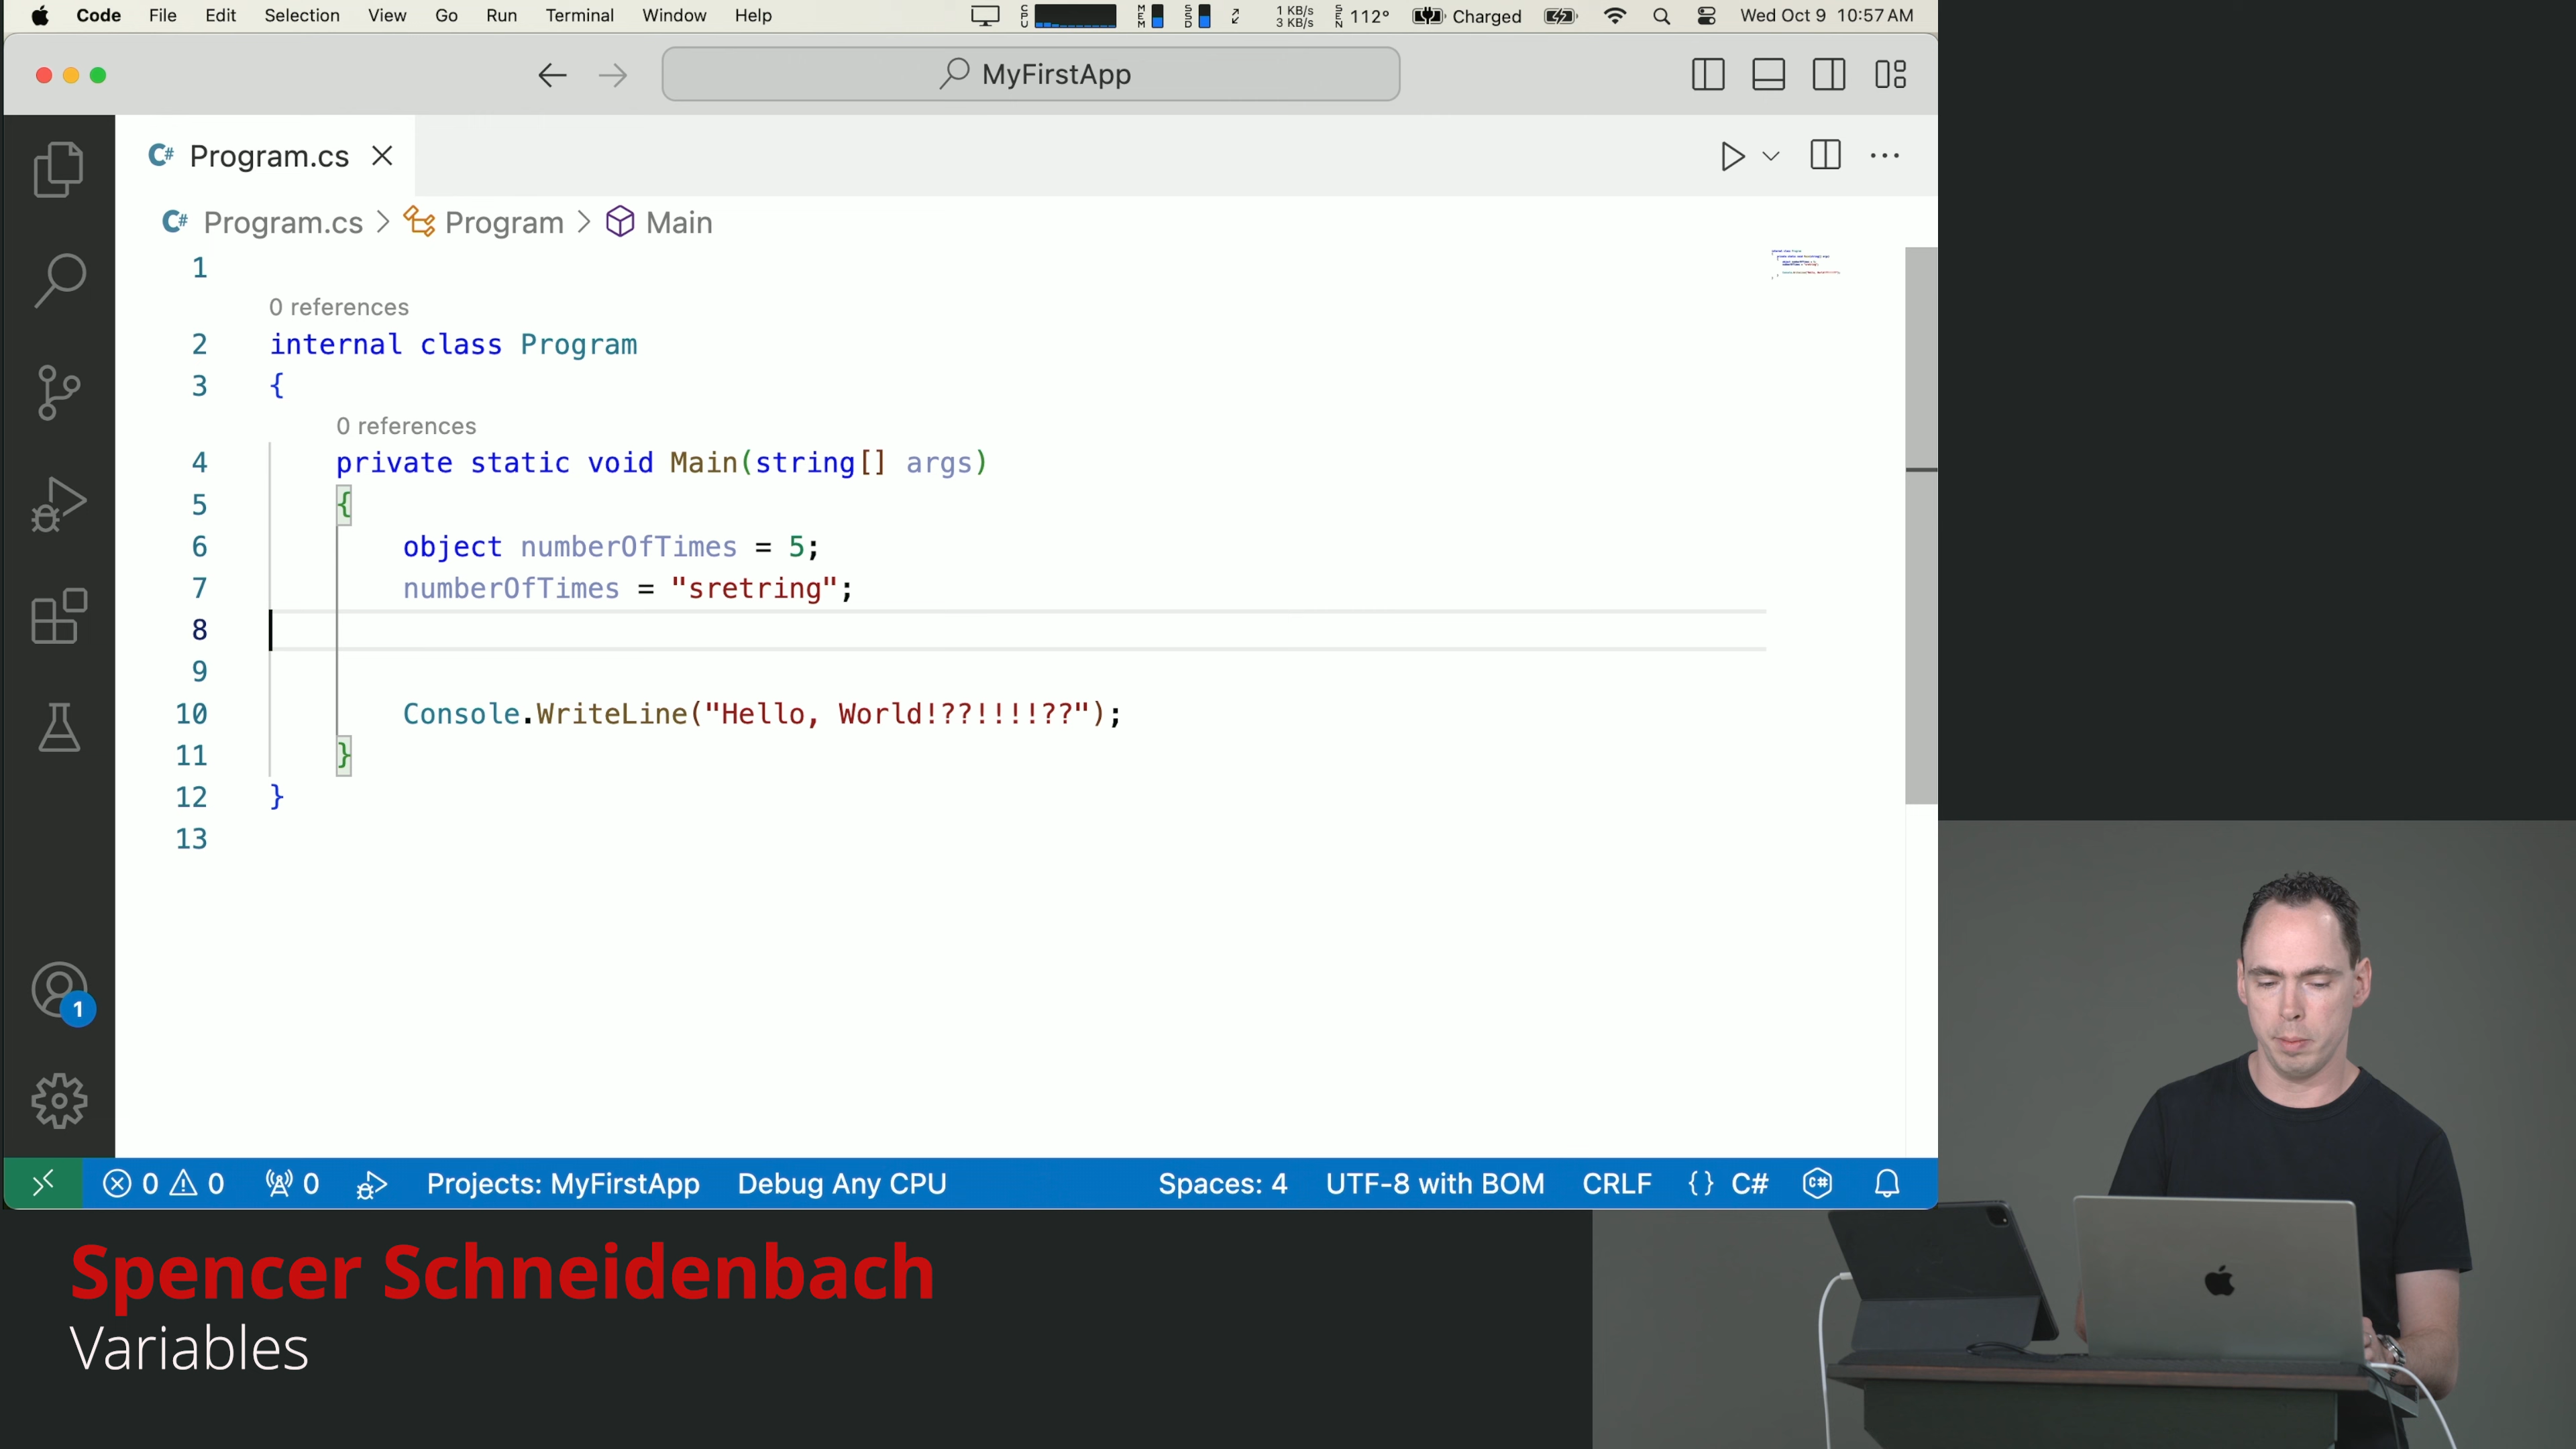 Code File Edit Selection View Go Run Terminal Window Help CPU MEM SSD 1 KB/s 3 KB/s SEN 112° Charged Wed Oct 9 10:57 AM
MyFirstApp
C# Program.cs
C# Program.cs > Program > Main
1
0 references
2 internal class Program
3 {
0 references
4 private static void Main(string[] args)
5 {
6 object numberOfTimes = 5;
7 numberOfTimes = "sretring";
8
9
10 Console.WriteLine("Hello, World!??!!!!??");
11 }
12 }
13
1
0 0 0 Projects: MyFirstApp Debug Any CPU Spaces: 4 UTF-8 with BOM CRLF {} C# C#
Spencer Schneidenbach
Variables